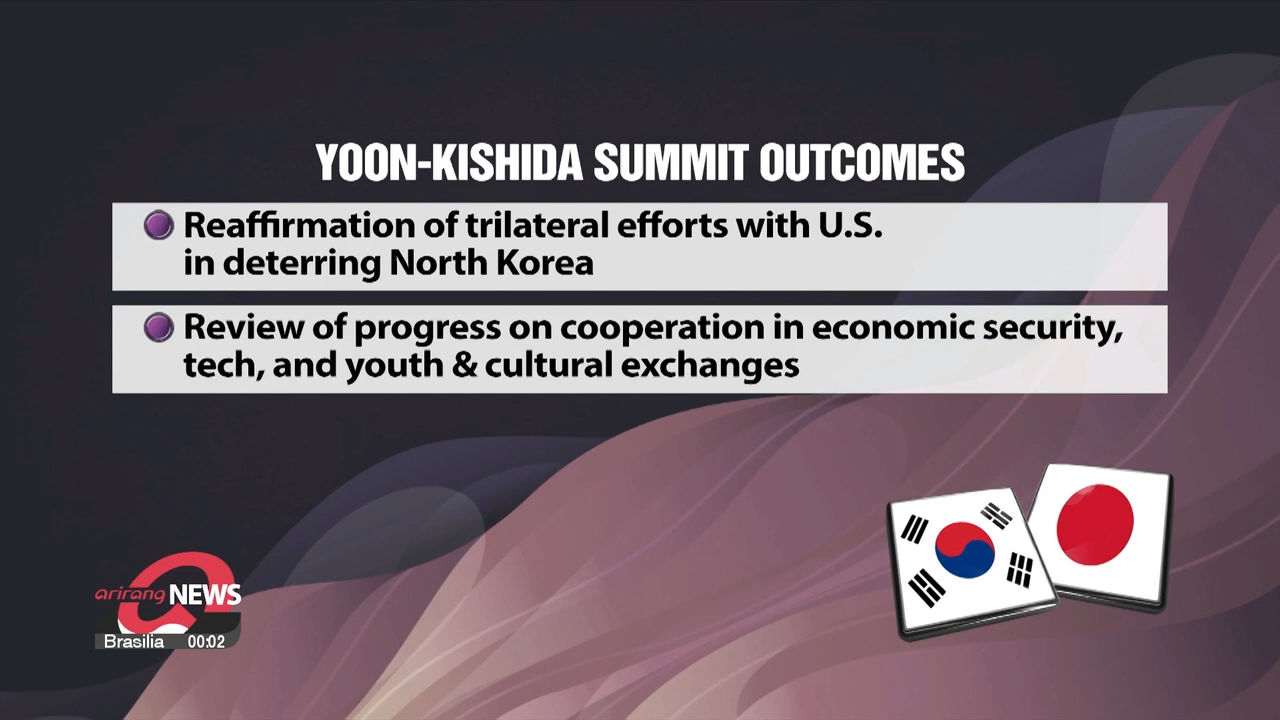 YOON-KISHIDA SUMMIT OUTCOMES
Reaffirmation of trilateral efforts with U.S.
in deterring North Korea
Review of progress on cooperation in economic security,
tech, and youth & cultural exchanges
arirang NEWS
Brasilia 00:02